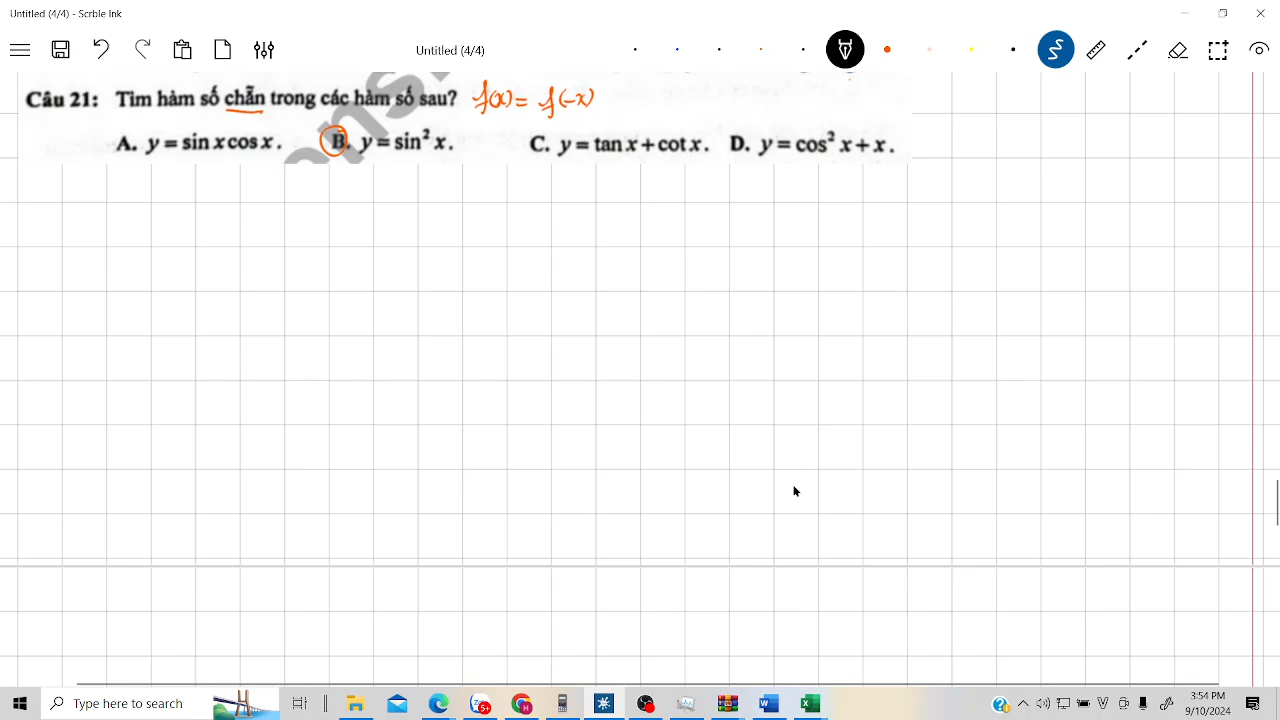 Untitled (4/4) - Scrble Ink
Untitled (4/4)
Câu 21: Tìm hàm số chẵn trong các hàm số sau? f(x) = f(-x)
A. y = sin x cos x. B. y = sin² x. C. y = tan x + cot x. D. y = cos² x + x.
Type here to search
5+
3:54 PM
9/10/2024